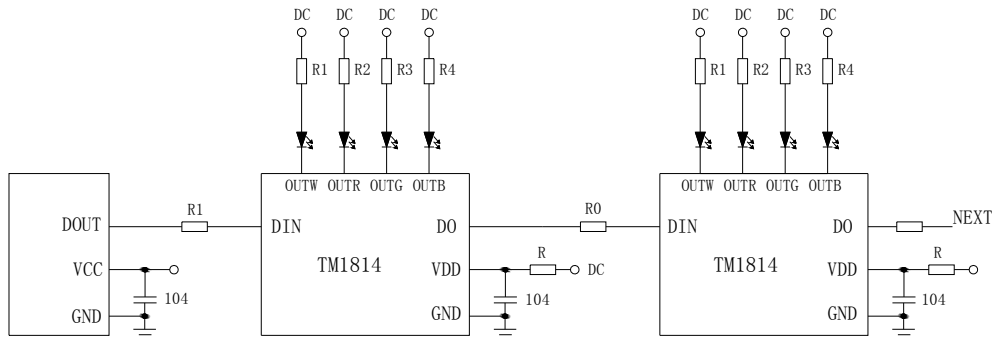 DC DC DC DC DC DC DC DC
R1 R2 R3 R4 R1 R2 R3 R4
OUTW OUTR OUTG OUTB OUTW OUTR OUTG OUTB
DOUT R1 DIN DO R0 DIN DO NEXT
VCC TM1814 VDD R DC TM1814 VDD R
104 104 104
GND GND GND